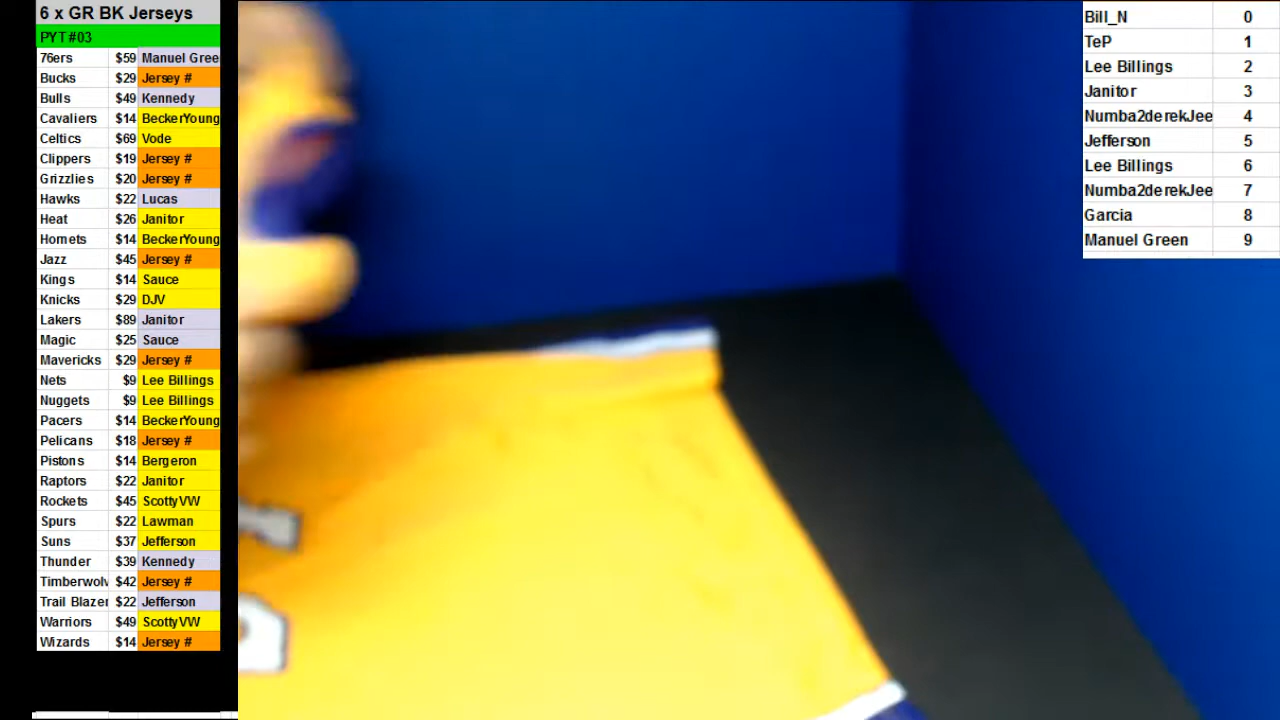 6 x GR BK Jerseys
PYT #03
76ers $59 Manuel Gree
Bucks $29 Jersey #
Bulls $49 Kennedy
Cavaliers $14 BeckerYoung
Celtics $69 Vode
Clippers $19 Jersey #
Grizzlies $20 Jersey #
Hawks $22 Lucas
Heat $26 Janitor
Hornets $14 BeckerYoung
Jazz $45 Jersey #
Kings $14 Sauce
Knicks $29 DJV
Lakers $89 Janitor
Magic $25 Sauce
Mavericks $29 Jersey #
Nets $9 Lee Billings
Nuggets $9 Lee Billings
Pacers $14 BeckerYoung
Pelicans $18 Jersey #
Pistons $14 Bergeron
Raptors $22 Janitor
Rockets $45 ScottyVW
Spurs $22 Lawman
Suns $37 Jefferson
Thunder $39 Kennedy
Timberwolv $42 Jersey #
Trail Blazer $22 Jefferson
Warriors $49 ScottyVW
Wizards $14 Jersey #
Bill_N 0
TeP 1
Lee Billings 2
Janitor 3
Numba2derekJee 4
Jefferson 5
Lee Billings 6
Numba2derekJee 7
Garcia 8
Manuel Green 9